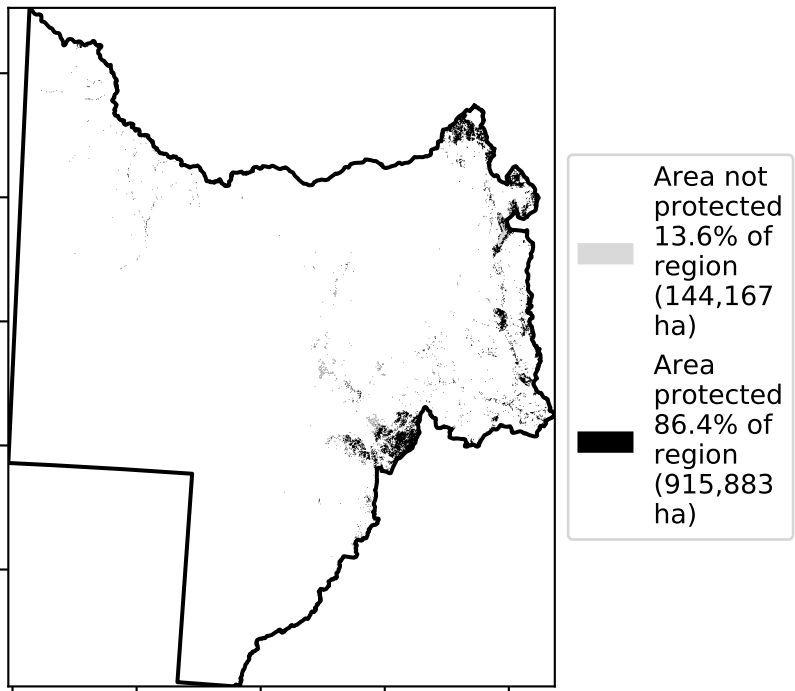 Area not
protected
13.6% of
region
(144,167
ha)
Area
protected
86.4% of
region
(915,883
ha)